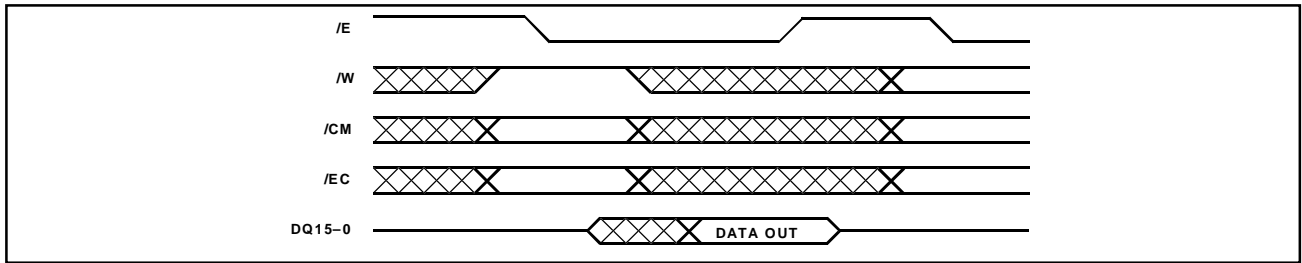 /E
/W
/CM
/EC
DQ15–0
DATA OUT